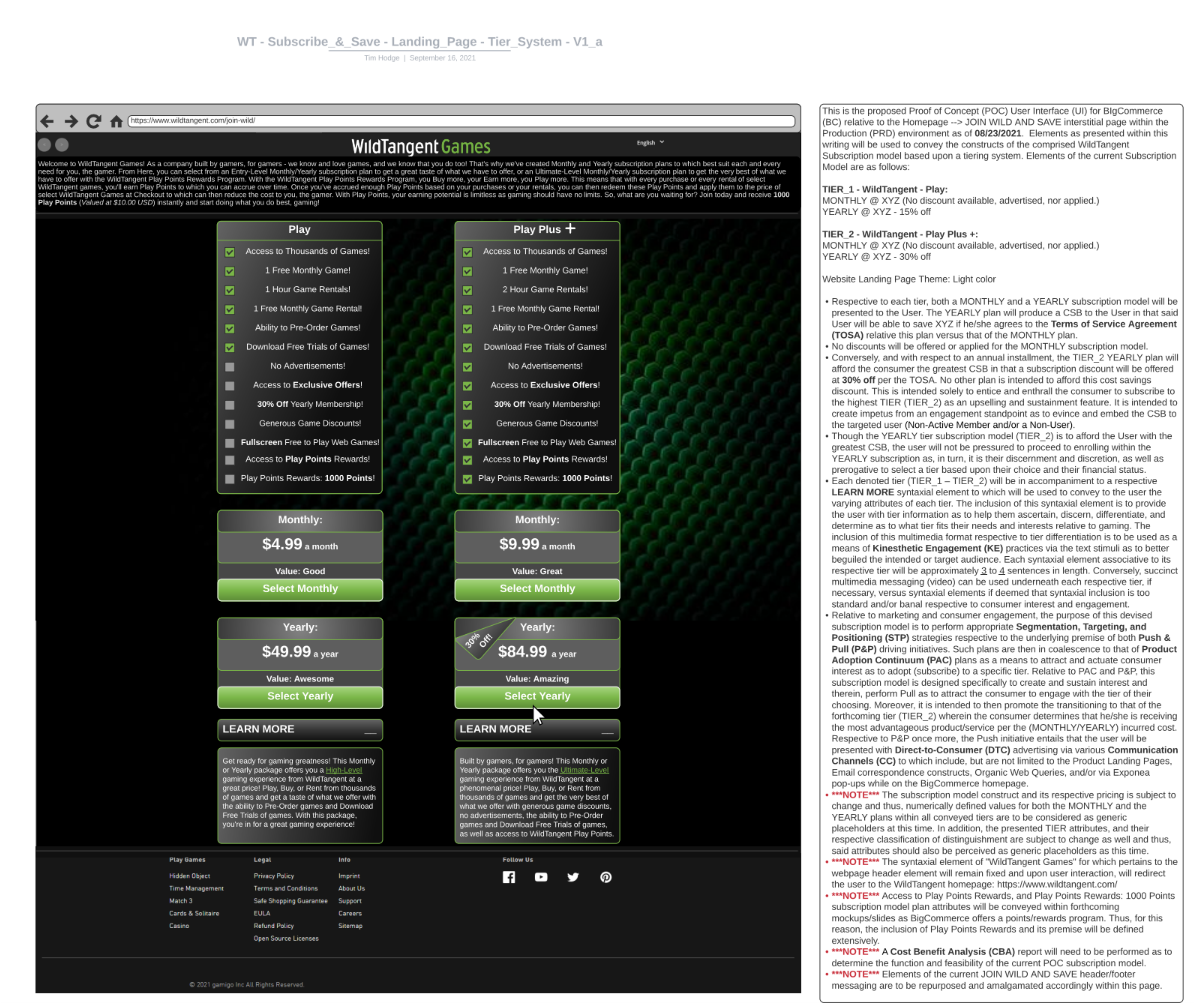 WT - Subscribe_&_Save - Landing_Page - Tier_System - V1_a
Tim Hodge | September 16, 2021
https://www.wildtangent.com/join-wild/
WildTangent Games
English
Welcome to WildTangent Games! As a company built by gamers, for gamers - we know and love games, and we know that you do too! That's why we've created Monthly and Yearly subscription plans to which best suit each and every
need for you, the gamer. From Here, you can select from an Entry-Level Monthly/Yearly subscription plan to get a great taste of what we have to offer, or an Ultimate-Level Monthly/Yearly subscription plan to get the very best of what we
have to offer with the WildTangent Play Points Rewards Program. With the WildTangent Play Points Rewards Program, you Buy more, your Earn more, you Play more. This means that with every purchase or every rental of select
WildTangent games, you'll earn Play Points to which you can accrue over time. Once you've accrued enough Play Points based on your purchases or your rentals, you can then redeem these Play Points and apply them to the price of
select WildTangent Games at Checkout to which can then reduce the cost to you, the gamer. With Play Points, your earning potential is limitless as gaming should have no limits. So, what are you waiting for? Join today and receive 1000
Play Points (Valued at $10.00 USD) instantly and start doing what you do best, gaming!
Play
Access to Thousands of Games!
1 Free Monthly Game!
1 Hour Game Rentals!
1 Free Monthly Game Rental!
Ability to Pre-Order Games!
Download Free Trials of Games!
No Advertisements!
Access to Exclusive Offers!
30% Off Yearly Membership!
Generous Game Discounts!
Fullscreen Free to Play Web Games!
Access to Play Points Rewards!
Play Points Rewards: 1000 Points!
Monthly:
$4.99 a month
Value: Good
Select Monthly
Yearly:
$49.99 a year
Value: Awesome
Select Yearly
LEARN MORE
Get ready for gaming greatness! This Monthly
or Yearly package offers you a High-Level
gaming experience from WildTangent at a
great price! Play, Buy, or Rent from thousands
of games and get a taste of what we offer with
the ability to Pre-Order games and Download
Free Trials of games. With this package,
you're in for a great gaming experience!
Play Plus +
Access to Thousands of Games!
1 Free Monthly Game!
2 Hour Game Rentals!
1 Free Monthly Game Rental!
Ability to Pre-Order Games!
Download Free Trials of Games!
No Advertisements!
Access to Exclusive Offers!
30% Off Yearly Membership!
Generous Game Discounts!
Fullscreen Free to Play Web Games!
Access to Play Points Rewards!
Play Points Rewards: 1000 Points!
Monthly:
$9.99 a month
Value: Great
Select Monthly
30%
Off!
Yearly:
$84.99 a year
Value: Amazing
Select Yearly
LEARN MORE
Built by gamers, for gamers! This Monthly or
Yearly package offers you the Ultimate-Level
gaming experience from WildTangent at a
phenomenal price! Play, Buy, or Rent from
thousands of games and get the very best of
what we offer with generous game discounts,
no advertisements, the ability to Pre-Order
games and Download Free Trials of games,
as well as access to WildTangent Play Points.
Play Games
Hidden Object
Time Management
Match 3
Cards & Solitaire
Casino
Legal
Privacy Policy
Terms and Conditions
Safe Shopping Guarantee
EULA
Refund Policy
Open Source Licenses
Info
Imprint
About Us
Support
Careers
Sitemap
Follow Us
© 2021 gamigo Inc All Rights Reserved.
This is the proposed Proof of Concept (POC) User Interface (UI) for BIgCommerce
(BC) relative to the Homepage --> JOIN WILD AND SAVE interstitial page within the
Production (PRD) environment as of 08/23/2021. Elements as presented within this
writing will be used to convey the constructs of the comprised WildTangent
Subscription model based upon a tiering system. Elements of the current Subscription
Model are as follows:
TIER_1 - WildTangent - Play:
MONTHLY @ XYZ (No discount available, advertised, nor applied.)
YEARLY @ XYZ - 15% off
TIER_2 - WildTangent - Play Plus +:
MONTHLY @ XYZ (No discount available, advertised, nor applied.)
YEARLY @ XYZ - 30% off
Website Landing Page Theme: Light color
• Respective to each tier, both a MONTHLY and a YEARLY subscription model will be
presented to the User. The YEARLY plan will produce a CSB to the User in that said
User will be able to save XYZ if he/she agrees to the Terms of Service Agreement
(TOSA) relative this plan versus that of the MONTHLY plan.
• No discounts will be offered or applied for the MONTHLY subscription model.
• Conversely, and with respect to an annual installment, the TIER_2 YEARLY plan will
afford the consumer the greatest CSB in that a subscription discount will be offered
at 30% off per the TOSA. No other plan is intended to afford this cost savings
discount. This is intended solely to entice and enthrall the consumer to subscribe to
the highest TIER (TIER_2) as an upselling and sustainment feature. It is intended to
create impetus from an engagement standpoint as to evince and embed the CSB to
the targeted user (Non-Active Member and/or a Non-User).
• Though the YEARLY tier subscription model (TIER_2) is to afford the User with the
greatest CSB, the user will not be pressured to proceed to enrolling within the
YEARLY subscription as, in turn, it is their discernment and discretion, as well as
prerogative to select a tier based upon their choice and their financial status.
• Each denoted tier (TIER_1 – TIER_2) will be in accompaniment to a respective
LEARN MORE syntaxial element to which will be used to convey to the user the
varying attributes of each tier. The inclusion of this syntaxial element is to provide
the user with tier information as to help them ascertain, discern, differentiate, and
determine as to what tier fits their needs and interests relative to gaming. The
inclusion of this multimedia format respective to tier differentiation is to be used as a
means of Kinesthetic Engagement (KE) practices via the text stimuli as to better
beguiled the intended or target audience. Each syntaxial element associative to its
respective tier will be approximately 3 to 4 sentences in length. Conversely, succinct
multimedia messaging (video) can be used underneath each respective tier, if
necessary, versus syntaxial elements if deemed that syntaxial inclusion is too
standard and/or banal respective to consumer interest and engagement.
• Relative to marketing and consumer engagement, the purpose of this devised
subscription model is to perform appropriate Segmentation, Targeting, and
Positioning (STP) strategies respective to the underlying premise of both Push &
Pull (P&P) driving initiatives. Such plans are then in coalescence to that of Product
Adoption Continuum (PAC) plans as a means to attract and actuate consumer
interest as to adopt (subscribe) to a specific tier. Relative to PAC and P&P, this
subscription model is designed specifically to create and sustain interest and
therein, perform Pull as to attract the consumer to engage with the tier of their
choosing. Moreover, it is intended to then promote the transitioning to that of the
forthcoming tier (TIER_2) wherein the consumer determines that he/she is receiving
the most advantageous product/service per the (MONTHLY/YEARLY) incurred cost.
Respective to P&P once more, the Push initiative entails that the user will be
presented with Direct-to-Consumer (DTC) advertising via various Communication
Channels (CC) to which include, but are not limited to the Product Landing Pages,
Email correspondence constructs, Organic Web Queries, and/or via Exponea
pop-ups while on the BigCommerce homepage.
• ***NOTE*** The subscription model construct and its respective pricing is subject to
change and thus, numerically defined values for both the MONTHLY and the
YEARLY plans within all conveyed tiers are to be considered as generic
placeholders at this time. In addition, the presented TIER attributes, and their
respective classification of distinguishment are subject to change as well and thus,
said attributes should also be perceived as generic placeholders as this time.
• ***NOTE*** The syntaxial element of "WildTangent Games" for which pertains to the
webpage header element will remain fixed and upon user interaction, will redirect
the user to the WildTangent homepage: https://www.wildtangent.com/
• ***NOTE*** Access to Play Points Rewards, and Play Points Rewards: 1000 Points
subscription model plan attributes will be conveyed within forthcoming
mockups/slides as BigCommerce offers a points/rewards program. Thus, for this
reason, the inclusion of Play Points Rewards and its premise will be defined
extensively.
• ***NOTE*** A Cost Benefit Analysis (CBA) report will need to be performed as to
determine the function and feasibility of the current POC subscription model.
• ***NOTE*** Elements of the current JOIN WILD AND SAVE header/footer
messaging are to be repurposed and amalgamated accordingly within this page.